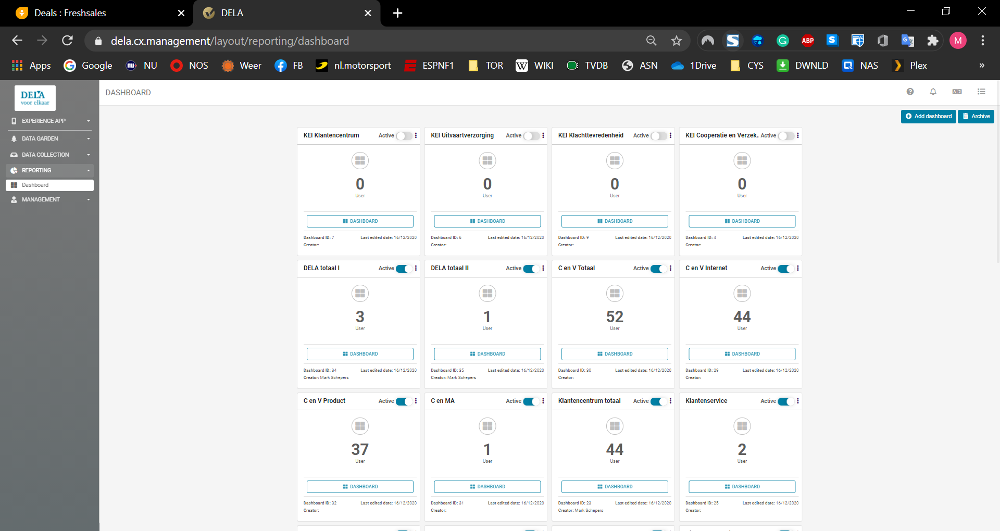 Deals : Freshsales
DELA
dela.cx.management/layout/reporting/dashboard
ABP
M
Apps
Google
NU
NOS
Weer
FB
nl.motorsport
ESPNF1
TOR
WIKI
TVDB
ASN
1Drive
CYS
DWNLD
NAS
Plex
»
DELA
voor elkaar
EXPERIENCE APP
DATA GARDEN
DATA COLLECTION
REPORTING
Dashboard
MANAGEMENT
DASHBOARD
Add dashboard
Archive
KEI Klantencentrum Active
0
User
DASHBOARD
Dashboard ID: 7 Last edited date: 16/12/2020
Creator:
KEI Uitvaartverzorging Active
0
User
DASHBOARD
Dashboard ID: 6 Last edited date: 16/12/2020
Creator:
KEI Klachttevredenheid Active
0
User
DASHBOARD
Dashboard ID: 9 Last edited date: 16/12/2020
Creator:
KEI Cooperatie en Verzek.. Active
0
User
DASHBOARD
Dashboard ID: 4 Last edited date: 16/12/2020
Creator:
DELA totaal I Active
3
User
DASHBOARD
Dashboard ID: 34 Last edited date: 16/12/2020
Creator: Mark Schepers
DELA totaal II Active
1
User
DASHBOARD
Dashboard ID: 35 Last edited date: 16/12/2020
Creator: Mark Schepers
C en V Totaal Active
52
User
DASHBOARD
Dashboard ID: 30 Last edited date: 16/12/2020
Creator:
C en V Internet Active
44
User
DASHBOARD
Dashboard ID: 29 Last edited date: 16/12/2020
Creator:
C en V Product Active
37
User
DASHBOARD
Dashboard ID: 32 Last edited date: 16/12/2020
Creator:
C en MA Active
1
User
DASHBOARD
Dashboard ID: 31 Last edited date: 16/12/2020
Creator:
Klantencentrum totaal Active
44
User
DASHBOARD
Dashboard ID: 23 Last edited date: 16/12/2020
Creator: Mark Schepers
Klantenservice Active
2
User
DASHBOARD
Dashboard ID: 25 Last edited date: 16/12/2020
Creator: